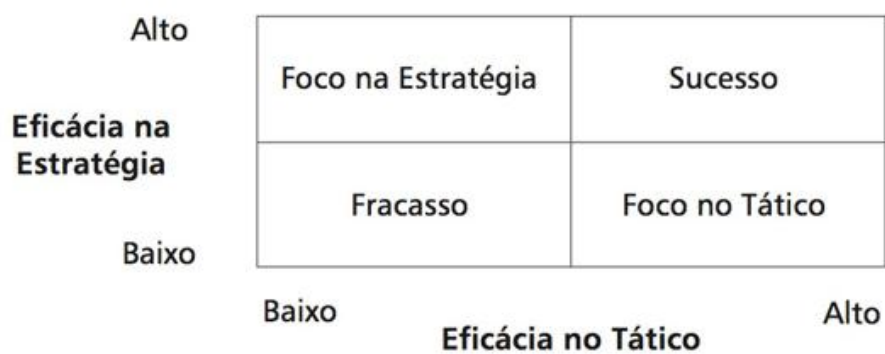 Alto
Foco na Estratégia
Sucesso
Eficácia na
Estratégia
Fracasso
Foco no Tático
Baixo
Baixo
Alto
Eficácia no Tático